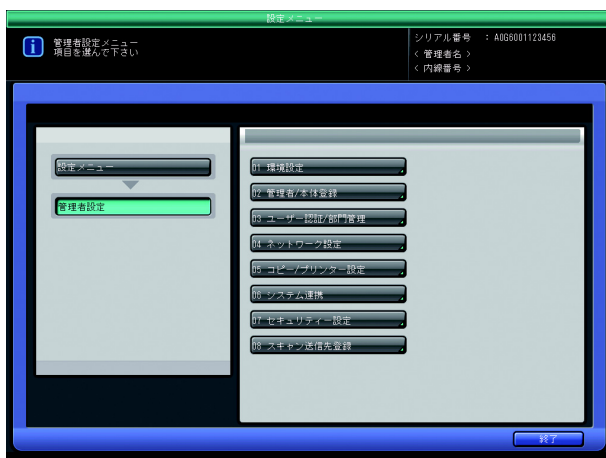 設定メニュー
管理者設定メニュー
項目を選んで下さい
シリアル番号 : A0G6001123456
< 管理者名 >
< 内線番号 >
設定メニュー
管理者設定
01 環境設定
02 管理者/本体登録
03 ユーザー認証/部門管理
04 ネットワーク設定
05 コピー/プリンター設定
06 システム連携
07 セキュリティー設定
08 スキャン送信先登録
終了